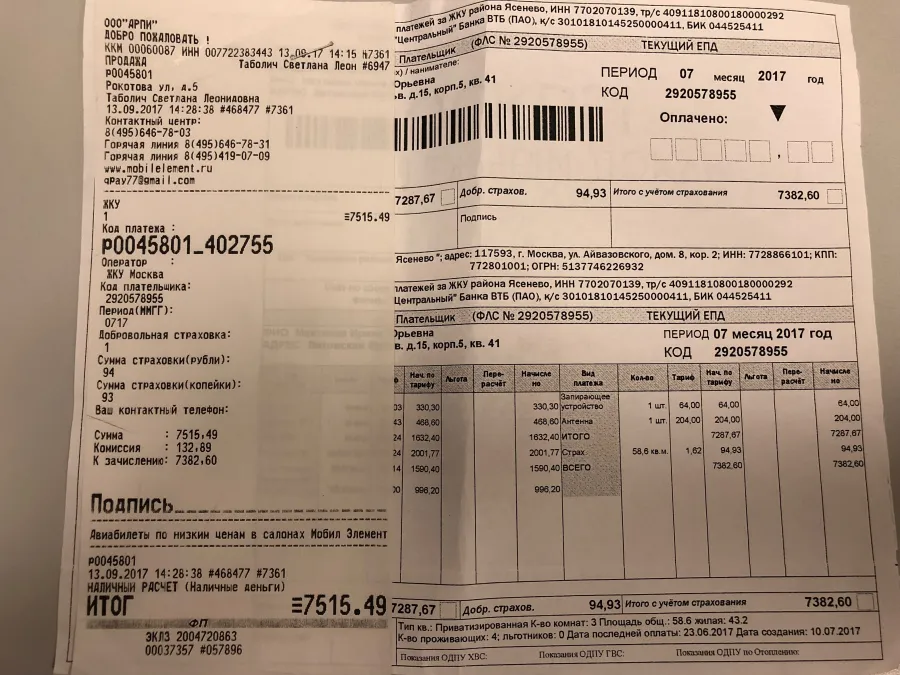 ООО"АРПИ"
ДОБРО ПОЖАЛОВАТЬ !
ККМ 00060087 ИНН 007722383443 13.09.17 14:15 №7361
ПРОДАЖА Таболич Светлана Леон #6947
P0045801
Рокотова ул, д.5
Таболич Светлана Леонидовна
13.09.2017 14:28:38 #468477 #7361
Контактный центр:
8(495)646-78-03
Горячая линия 8(495)646-78-31
Горячая линия 8(495)419-07-09
www.mobilelement.ru
qPay77@gmail.com
ЖКУ
1 ≡7515.49
Код платежа :
P0045801_402755
Оператор :
ЖКУ Москва
Код плательщика:
2920578955
Период(ММГГ):
0717
Добровольная страховка:
1
Сумма страховки(рубли):
94
Сумма страховки(копейки):
93
Ваш контактный телефон:
Сумма : 7515,49
Комиссия : 132,89
К зачислению: 7382,60
Подпись
Авиабилеты по низким ценам в салонах Мобил Элемент
P0045801
13.09.2017 14:28:38 #468477 #7361
НАЛИЧНЫЙ РАСЧЕТ (Наличные деньги)
ИТОГ ≡7515.49
ФП
ЭКЛЗ 2004720863
00037357 #057896
платежей за ЖКУ района Ясенево, ИНН 7702070139, тр/с 40911810800180000292
"Центральный" Банка ВТБ (ПАО), к/с 30101810145250000411, БИК 044525411
Плательщик (ФЛС № 2920578955) ТЕКУЩИЙ ЕПД
х) / нанимателе:
Юрьевна
в. д.15, корп.5, кв. 41
ПЕРИОД 07 месяц 2017 год
КОД 2920578955
Оплачено:
7287,67 Добр. страхов. 94,93 Итого с учётом страхования 7382,60
Подпись
Ясенево "; адрес: 117593, г. Москва, ул. Айвазовского, дом. 8, кор. 2; ИНН: 7728866101; КПП:
772801001; ОГРН: 5137746226932
платежей за ЖКУ района Ясенево, ИНН 7702070139, тр/с 40911810800180000292
Центральный" Банка ВТБ (ПАО), к/с 30101810145250000411, БИК 044525411
Плательщик (ФЛС № 2920578955) ТЕКУЩИЙ ЕПД
Юрьевна
в. д.15, корп.5, кв. 41
ПЕРИОД 07 месяц 2017 год
КОД 2920578955
Нач. по тарифу Льгота Пере-расчёт Начисле но Вид платежа Кол-во Тариф Нач. по тарифу Льгота Пере-расчёт Начисле но
03 330,30 330,30 Запирающее устройство 1 шт. 64,00 64,00 64,00
43 468,60 468,60 Антенна 1 шт. 204,00 204,00 204,00
24 1632,40 1632,40 ИТОГО 7287,67 7287,67
24 2001,77 2001,77 Страх 58,6 кв.м. 1,62 94,93 94,93
14 1590,40 1590,40 ВСЕГО 7382,60 7382,60
00 996,20 996,20
7287,67 Добр. страхов. 94,93 Итого с учётом страхования 7382,60
Тип кв.: Приватизированная К-во комнат: 3 Площадь общ.: 58.6 жилая: 43.2
К-во проживающих: 4; льготников: 0 Дата последней оплаты: 23.06.2017 Дата создания: 10.07.2017
Показания ОДПУ ХВС: Показания ОДПУ ГВС: Показания ОДПУ по Отоплению: